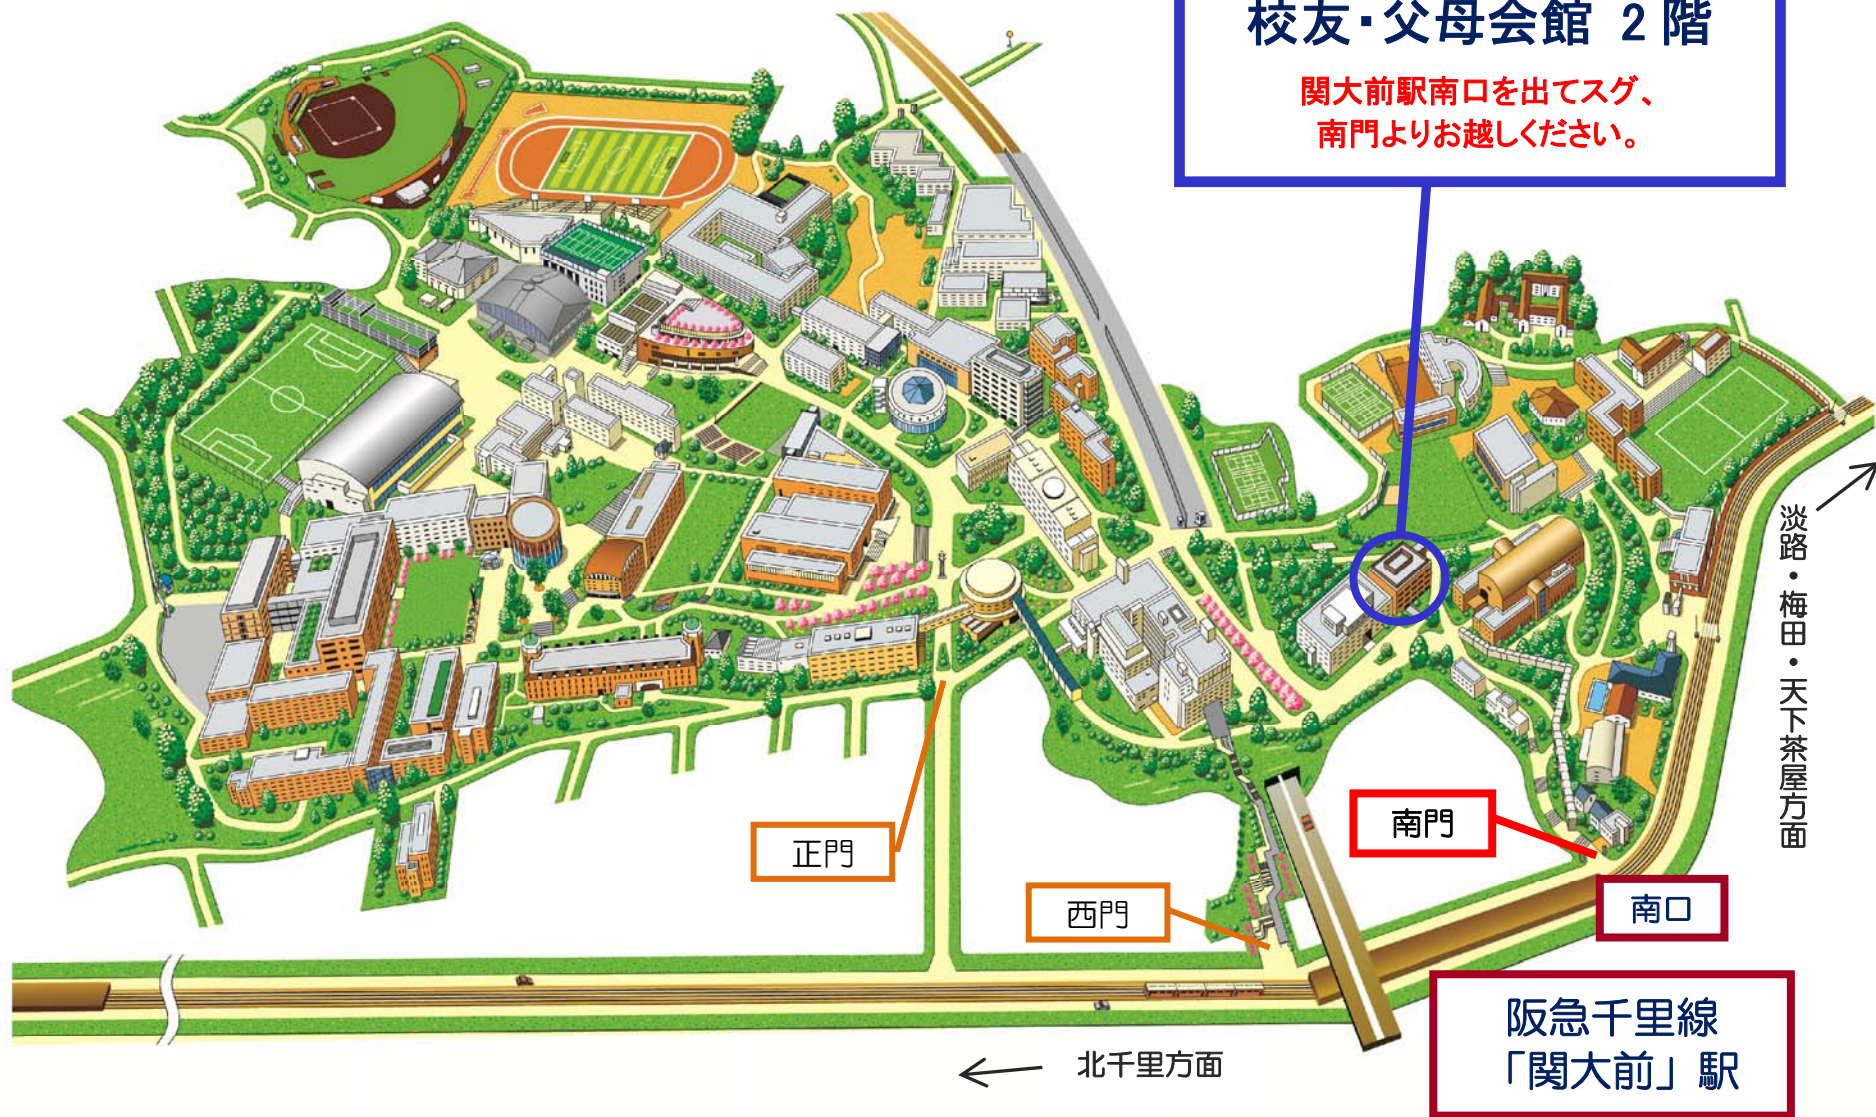 校友・父母会館 2階
関大前駅南口を出てスグ、
南門よりお越しください。
淡路・梅田・天下茶屋方面
正門
西門
南門
南口
阪急千里線
「関大前」駅
北千里方面